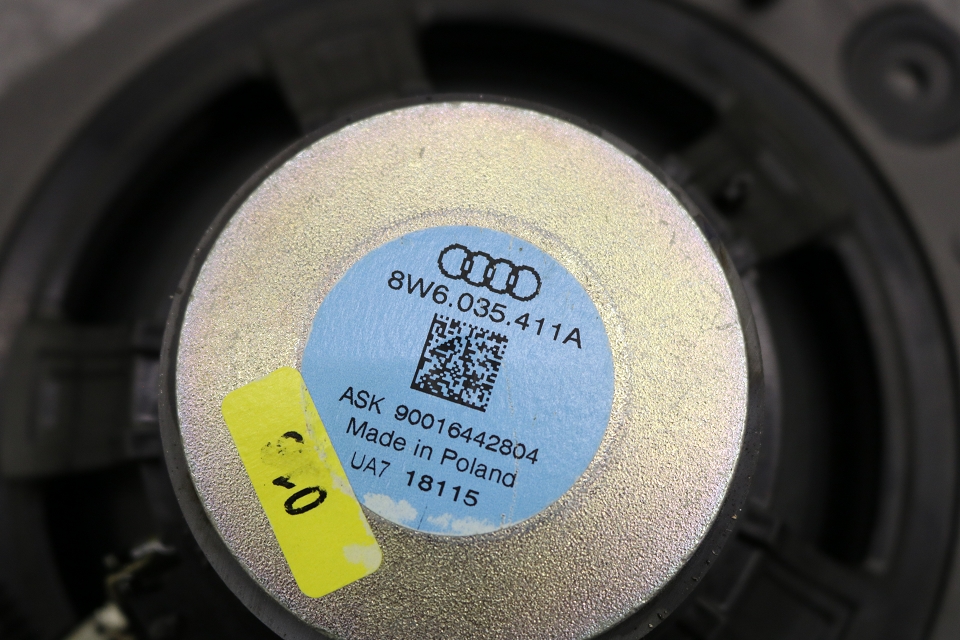 8W6.035.411A
ASK 90016442804
Made in Poland
UA7 18115